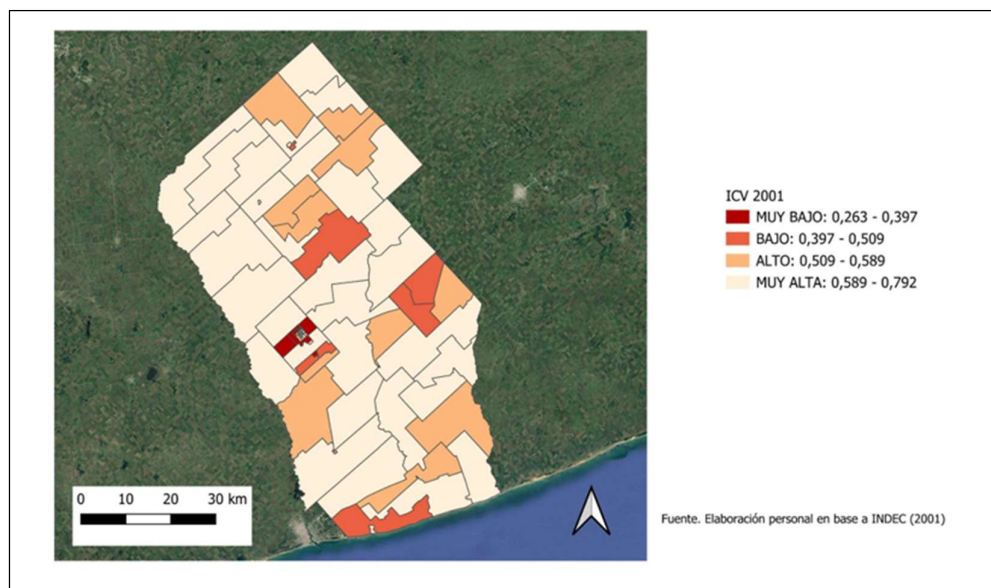 ICV 2001
MUY BAJO: 0,263 - 0,397
BAJO: 0,397 - 0,509
ALTO: 0,509 - 0,589
MUY ALTA: 0,589 - 0,792
0 10 20 30 km
Fuente. Elaboración personal en base a INDEC (2001)